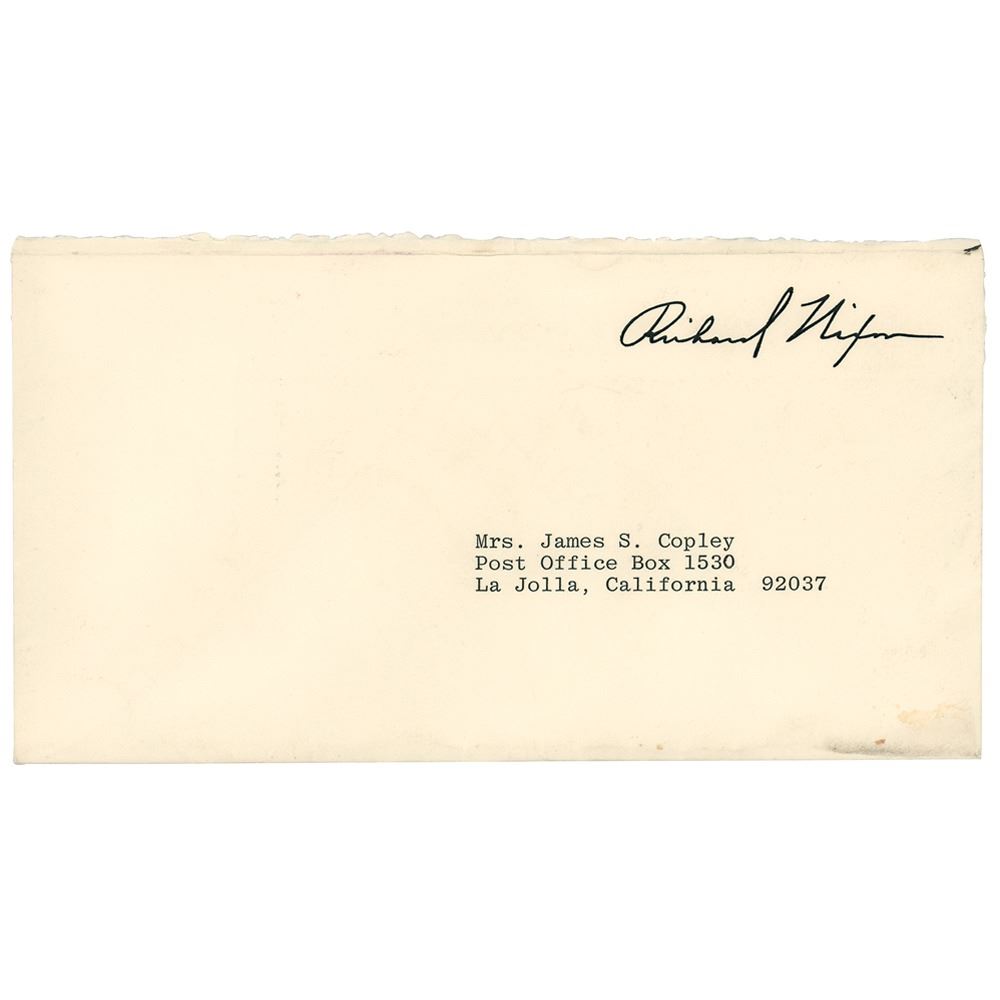 Richard Nixon
Mrs. James S. Copley
Post Office Box 1530
La Jolla, California 92037